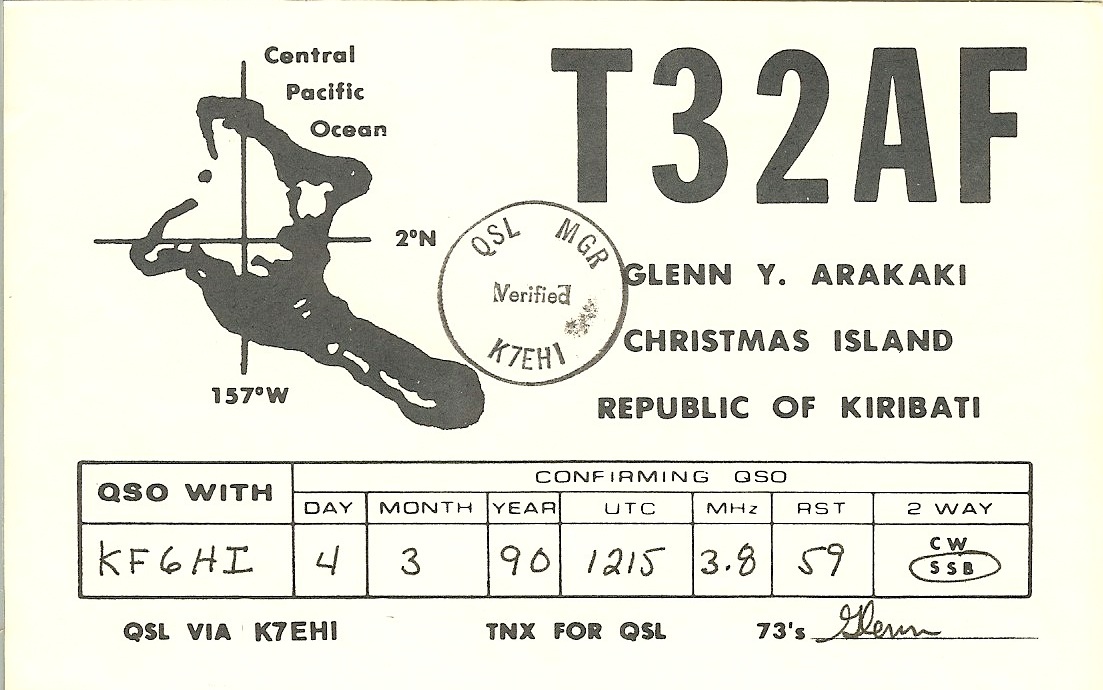 Central
Pacific
Ocean
T32AF
2°N
157°W
QSL MGR
Verified
K7EHI
GLENN Y. ARAKAKI
CHRISTMAS ISLAND
REPUBLIC OF KIRIBATI
QSO WITH
CONFIRMING QSO
DAY MONTH YEAR UTC MHz RST 2 WAY
KF6HI 4 3 90 1215 3.8 59 CW
SSB
QSL VIA K7EHI TNX FOR QSL 73's Glenn